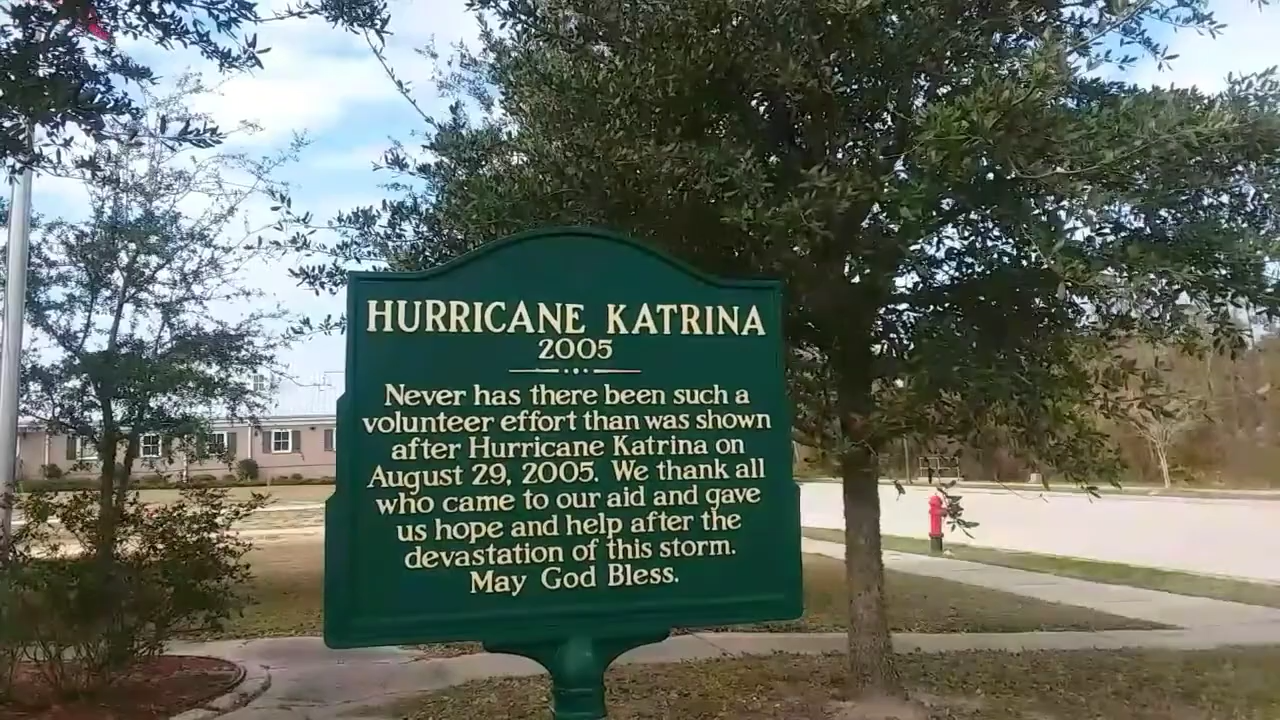 HURRICANE KATRINA
2005
Never has there been such a
volunteer effort than was shown
after Hurricane Katrina on
August 29, 2005. We thank all
who came to our aid and gave
us hope and help after the
devastation of this storm.
May God Bless.